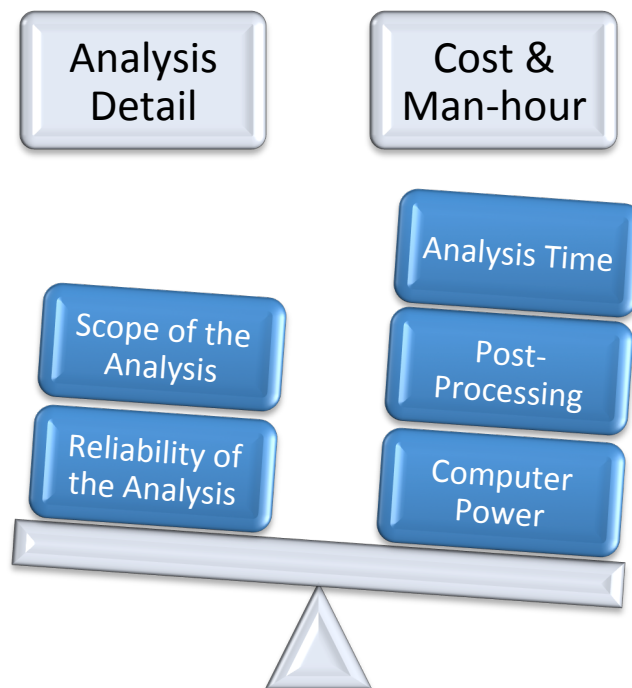 Analysis
Detail
Cost &
Man-hour
Scope of the
Analysis
Reliability of
the Analysis
Analysis Time
Post-
Processing
Computer
Power